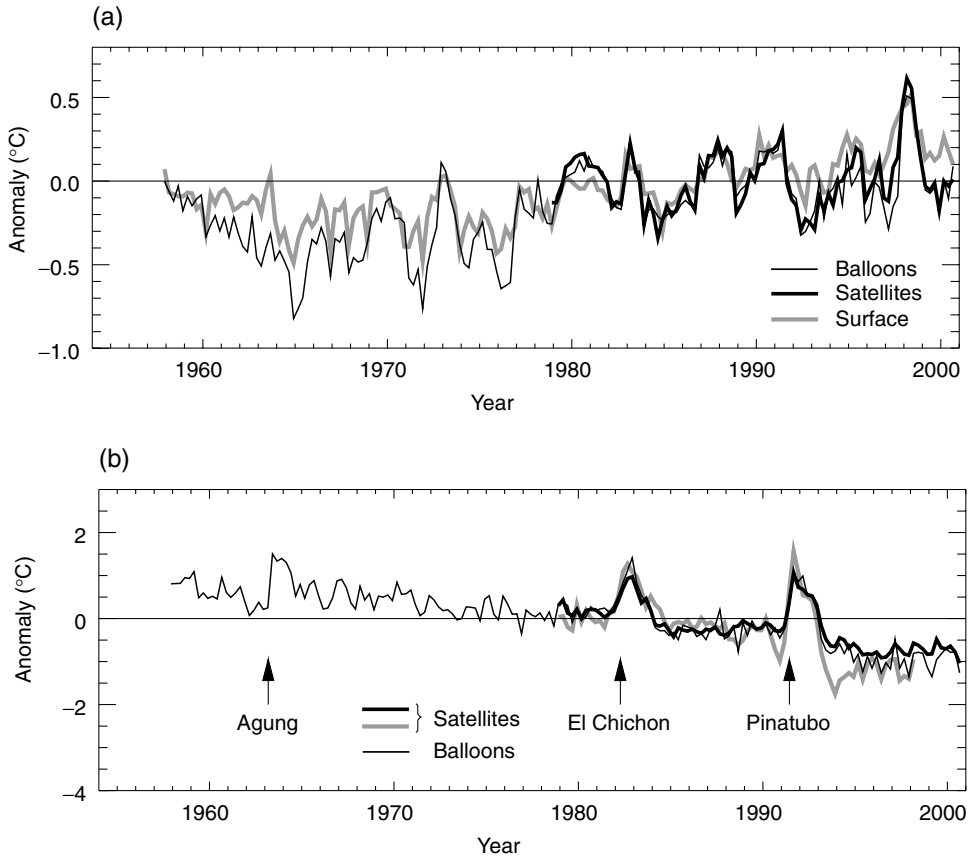 (a)
Anomaly (°C)
0.5
0.0
−0.5
−1.0
Balloons
Satellites
Surface
1960 1970 1980 1990 2000
Year
(b)
Anomaly (°C)
2
0
−2
−4
Agung
El Chichon
Pinatubo
Satellites
Balloons
1960 1970 1980 1990 2000
Year